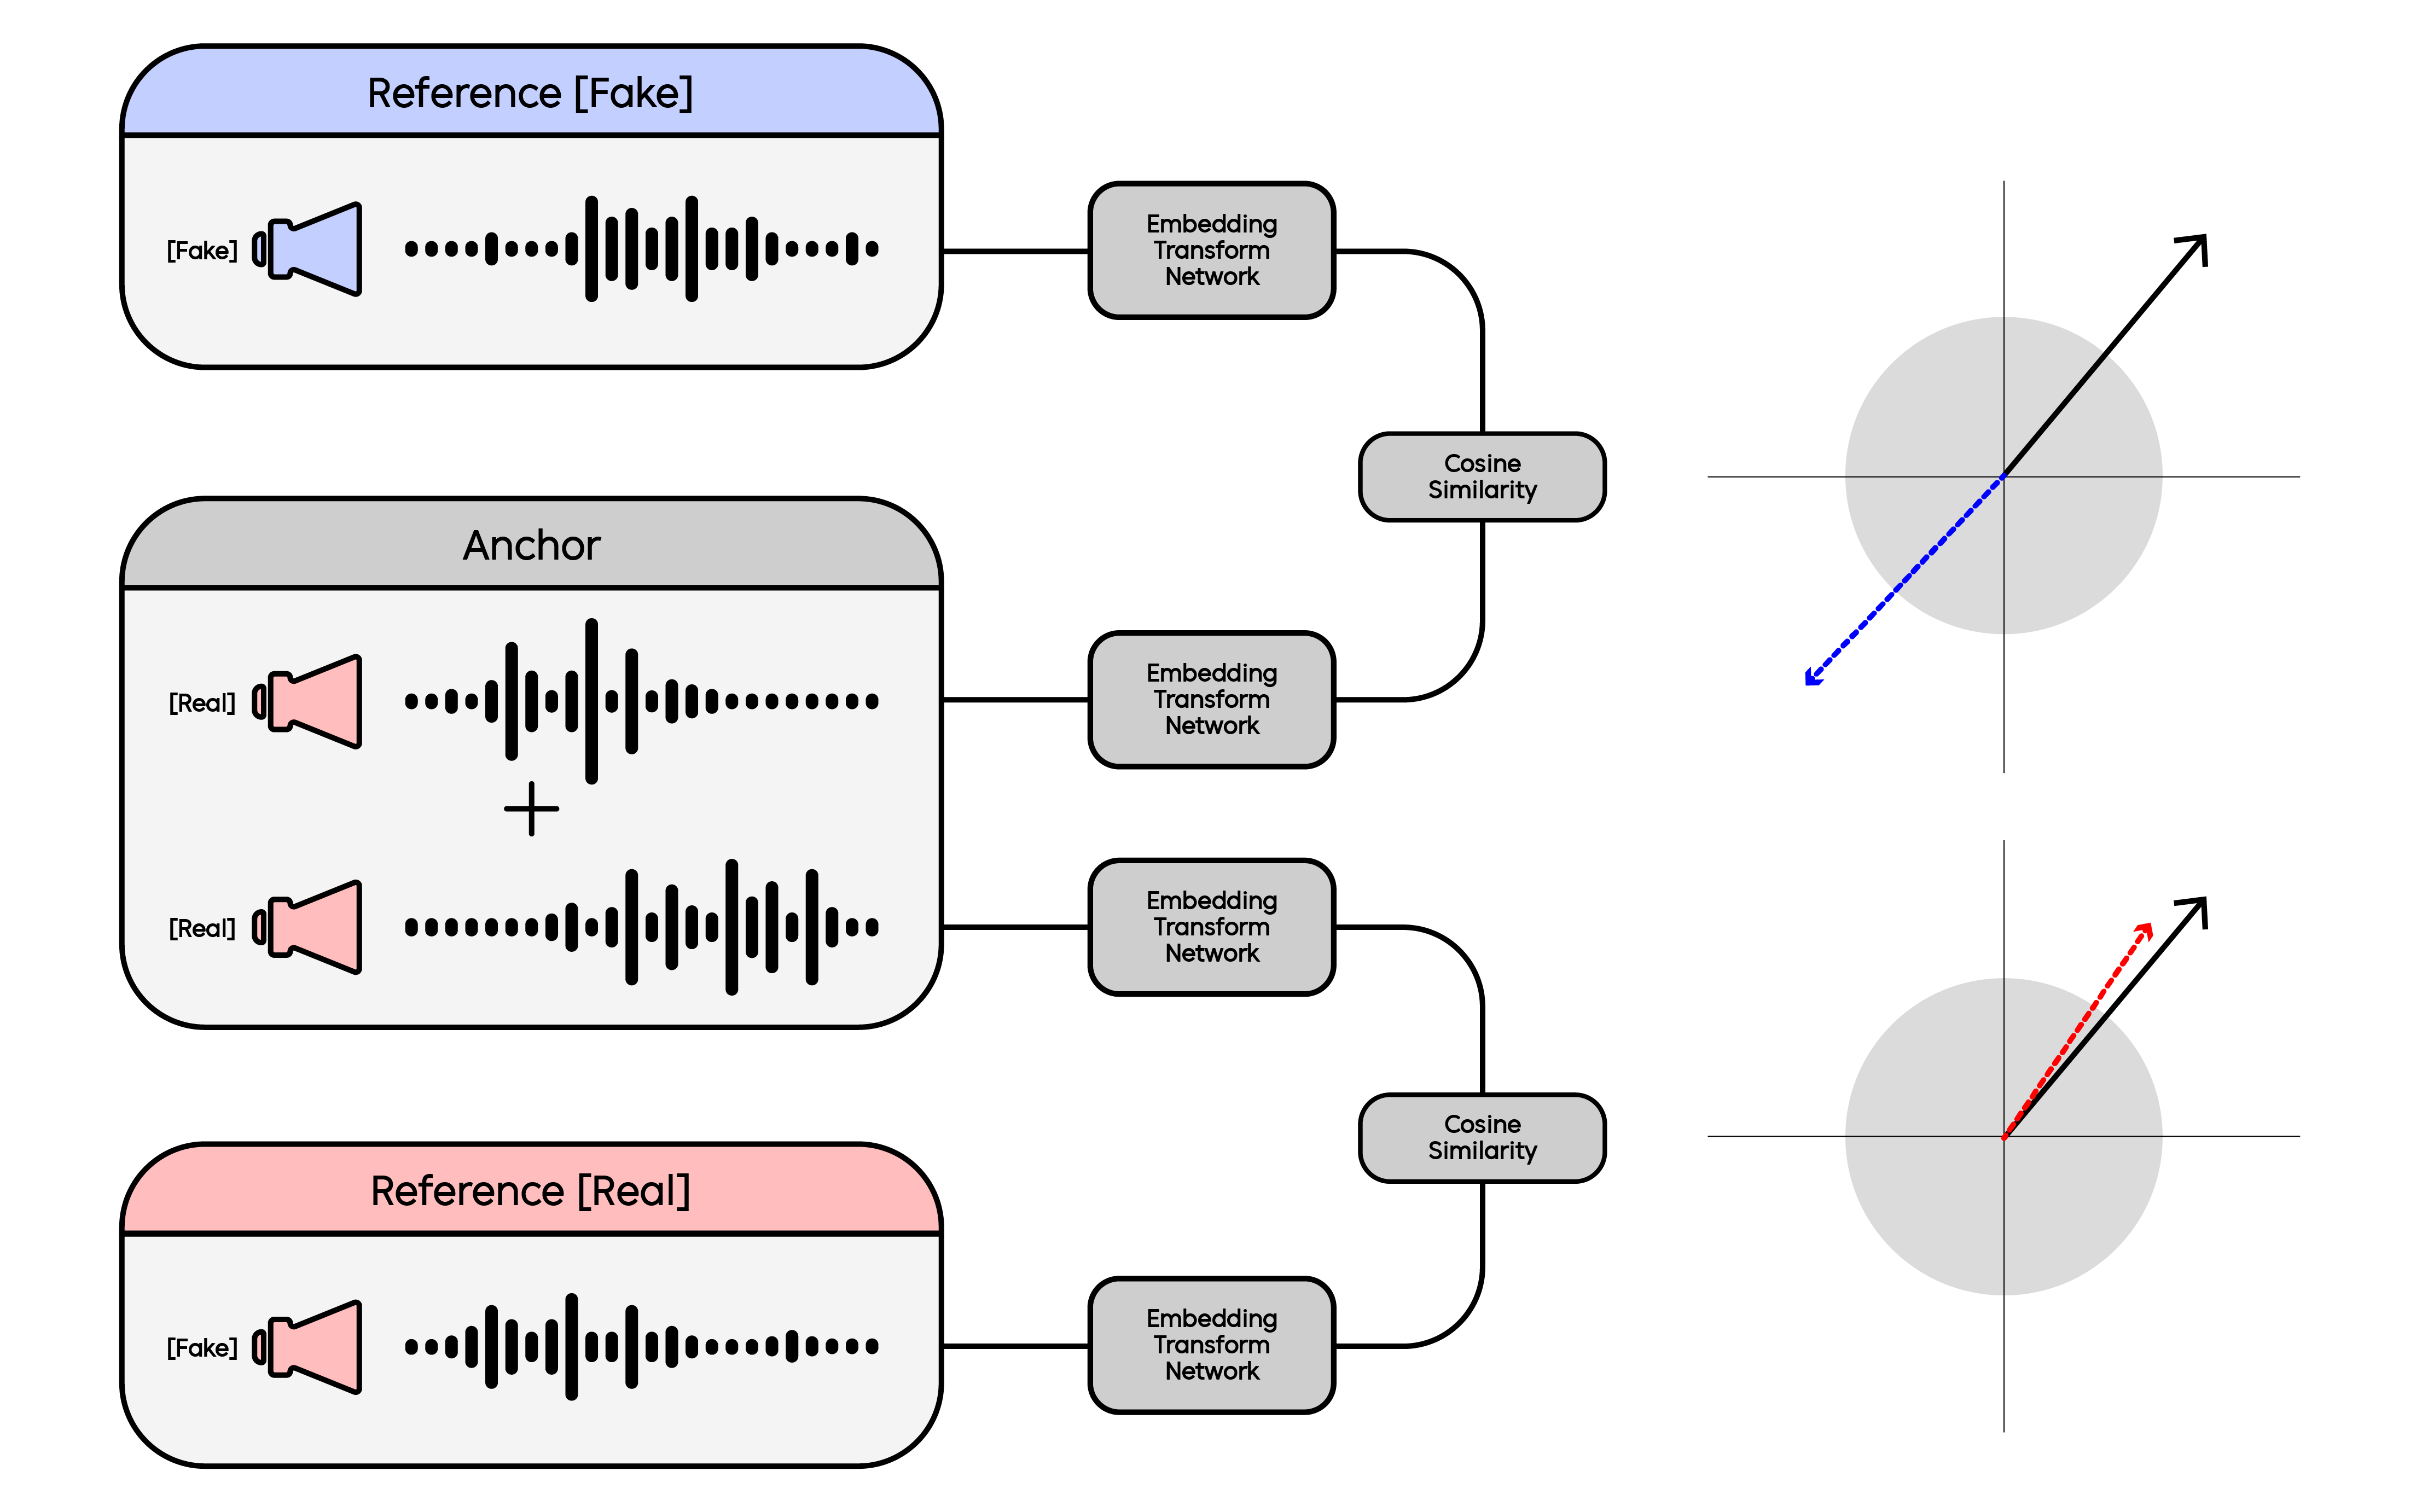 Reference [Fake]
[Fake]
Embedding
Transform
Network
Cosine
Similarity
Anchor
[Real]
Embedding
Transform
Network
[Real]
Embedding
Transform
Network
Cosine
Similarity
Reference [Real]
[Fake]
Embedding
Transform
Network